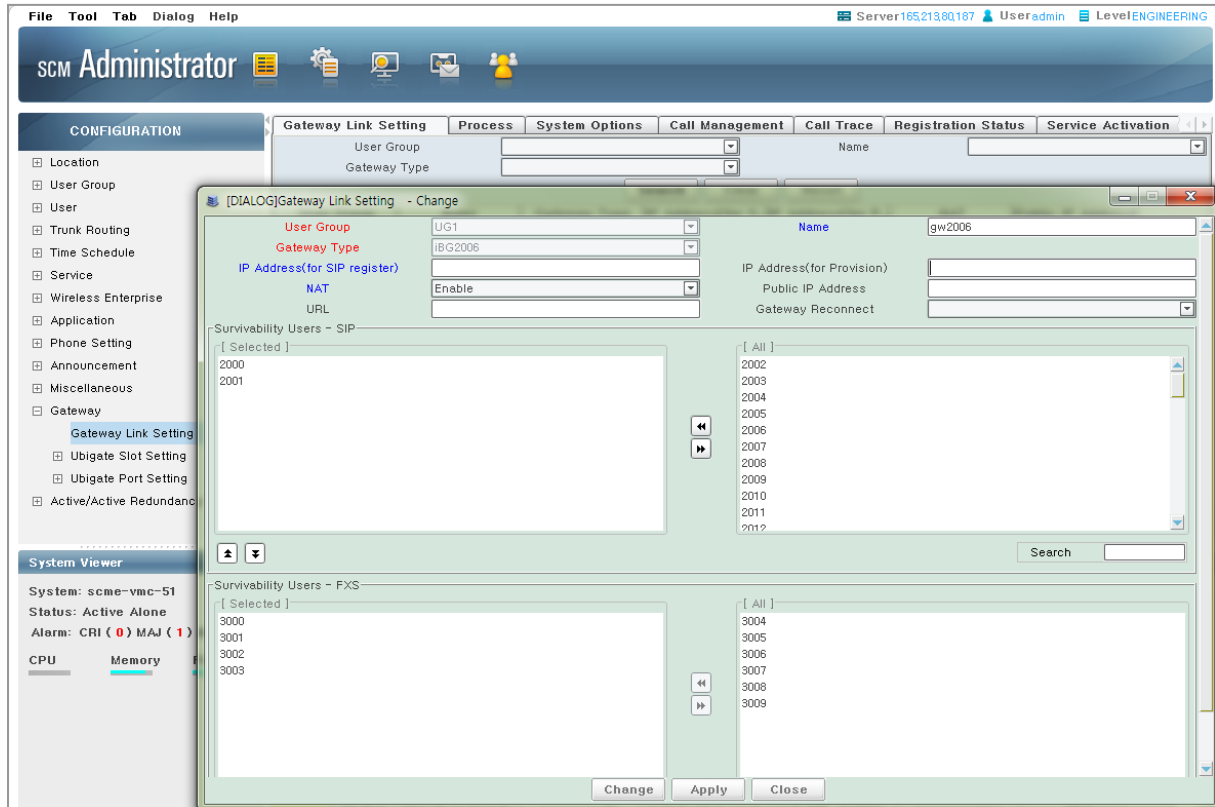 File Tool Tab Dialog Help
Server165,213,80,187 Useradmin LevelENGINEERING
SCM Administrator
CONFIGURATION
Location
User Group
User
Trunk Routing
Time Schedule
Service
Wireless Enterprise
Application
Phone Setting
Announcement
Miscellaneous
Gateway
Gateway Link Setting
Ubigate Slot Setting
Ubigate Port Setting
Active/Active Redundanc
System Viewer
System: scme-vmc-51
Status: Active Alone
Alarm: CRI ( 0 ) MAJ ( 1 )
CPU Memory
Gateway Link Setting Process System Options Call Management Call Trace Registration Status Service Activation
User Group Name
Gateway Type
[DIALOG]Gateway Link Setting - Change
User Group UG1 Name gw2006
Gateway Type iBG2006
IP Address(for SIP register) IP Address(for Provision)
NAT Enable Public IP Address
URL Gateway Reconnect
Survivability Users - SIP
[ Selected ]
2000
2001
[ All ]
2002
2003
2004
2005
2006
2007
2008
2009
2010
2011
2012
Search
Survivability Users - FXS
[ Selected ]
3000
3001
3002
3003
[ All ]
3004
3005
3006
3007
3008
3009
Change Apply Close